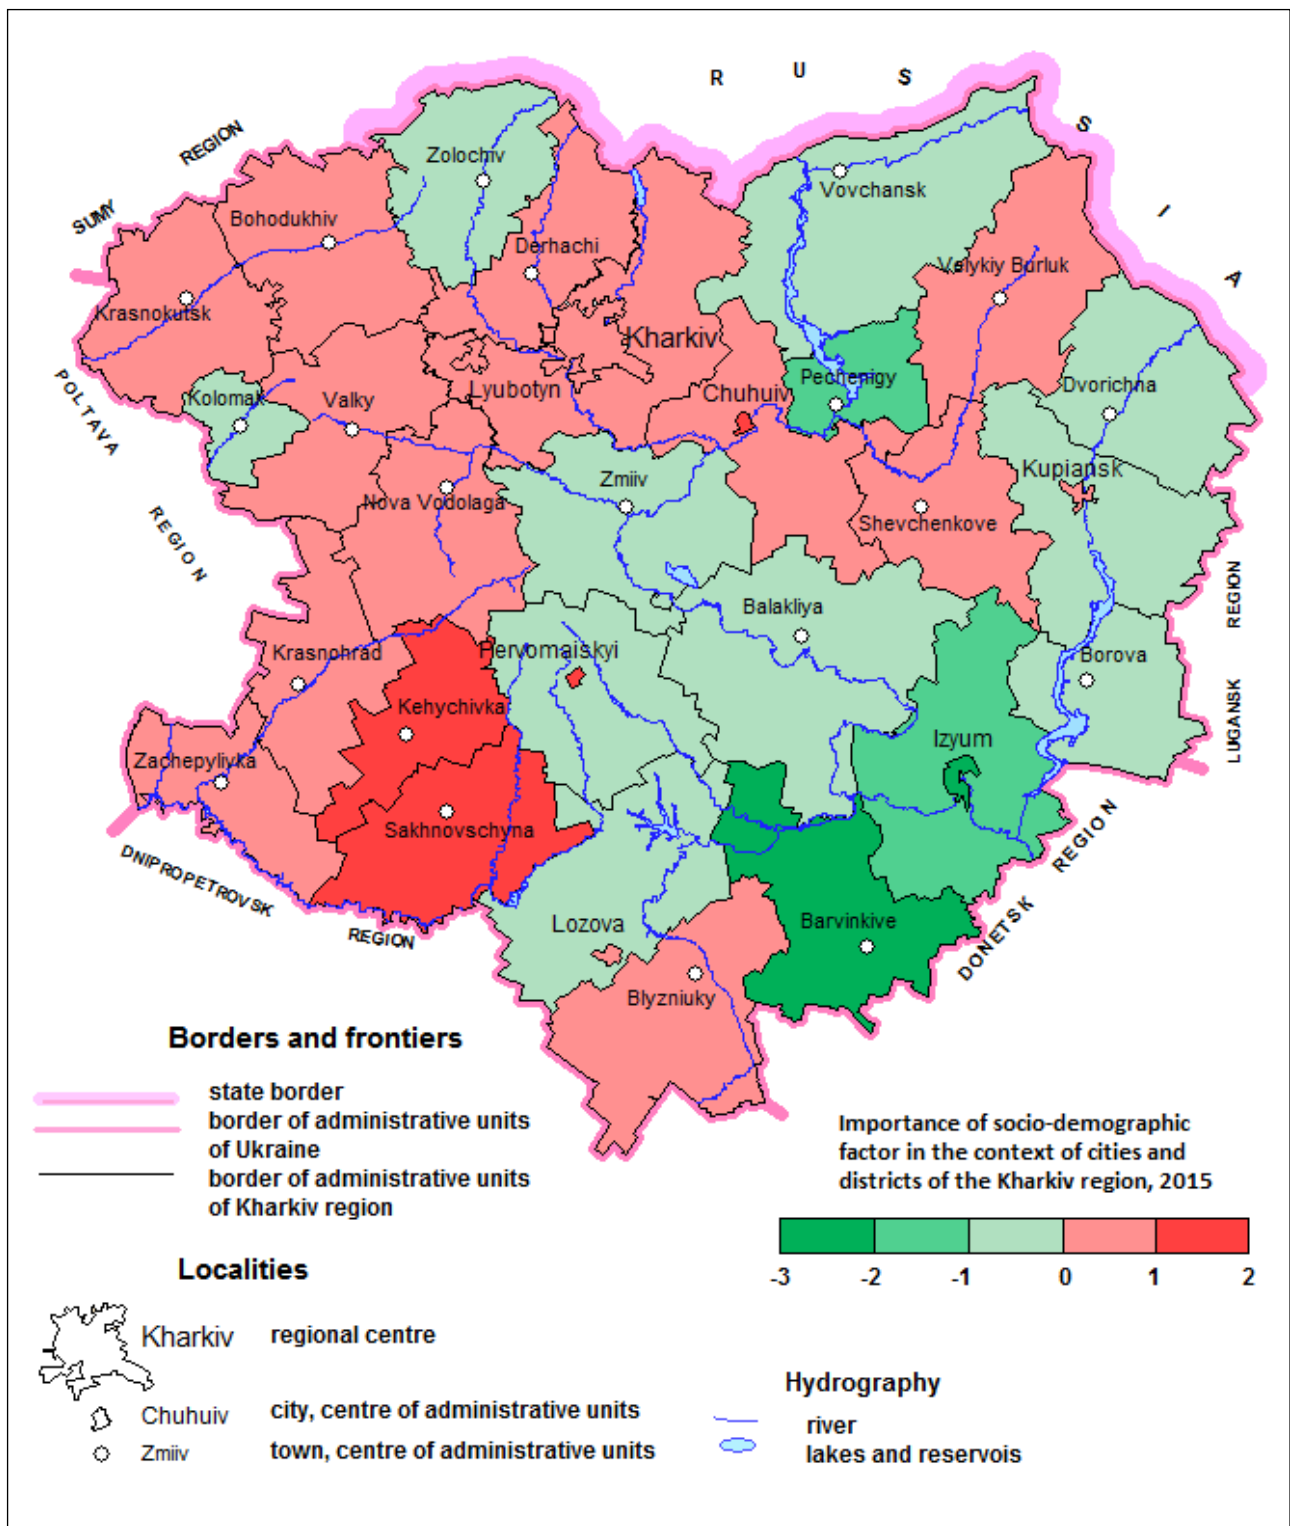 R U S S I A
SUMY REGION
Zolochiv
Vovchansk
Bohodukhiv
Derhachi
Velykiy Burluk
Krasnokutsk
Kharkiv
POLTAVA REGION
Kolomak
Valky
Lyubotyn
Chuhuiv
Pechenigy
Dvorichna
Kupiansk
Zmiiv
Nova Vodolaga
Shevchenkove
Balakliya
Krasnohrad
Pervomaiskyi
Borova
LUGANSK REGION
Kehychivka
Izyum
Zachepylivka
Sakhnovschyna
DNIPROPETROVSK REGION
Lozova
Barvinkive
DONETSK REGION
Blyzniuky
Borders and frontiers
state border
border of administrative units
of Ukraine
border of administrative units
of Kharkiv region
Importance of socio-demographic
factor in the context of cities and
districts of the Kharkiv region, 2015
-3 -2 -1 0 1 2
Localities
Kharkiv regional centre
Chuhuiv city, centre of administrative units
Zmiiv town, centre of administrative units
Hydrography
river
lakes and reservois